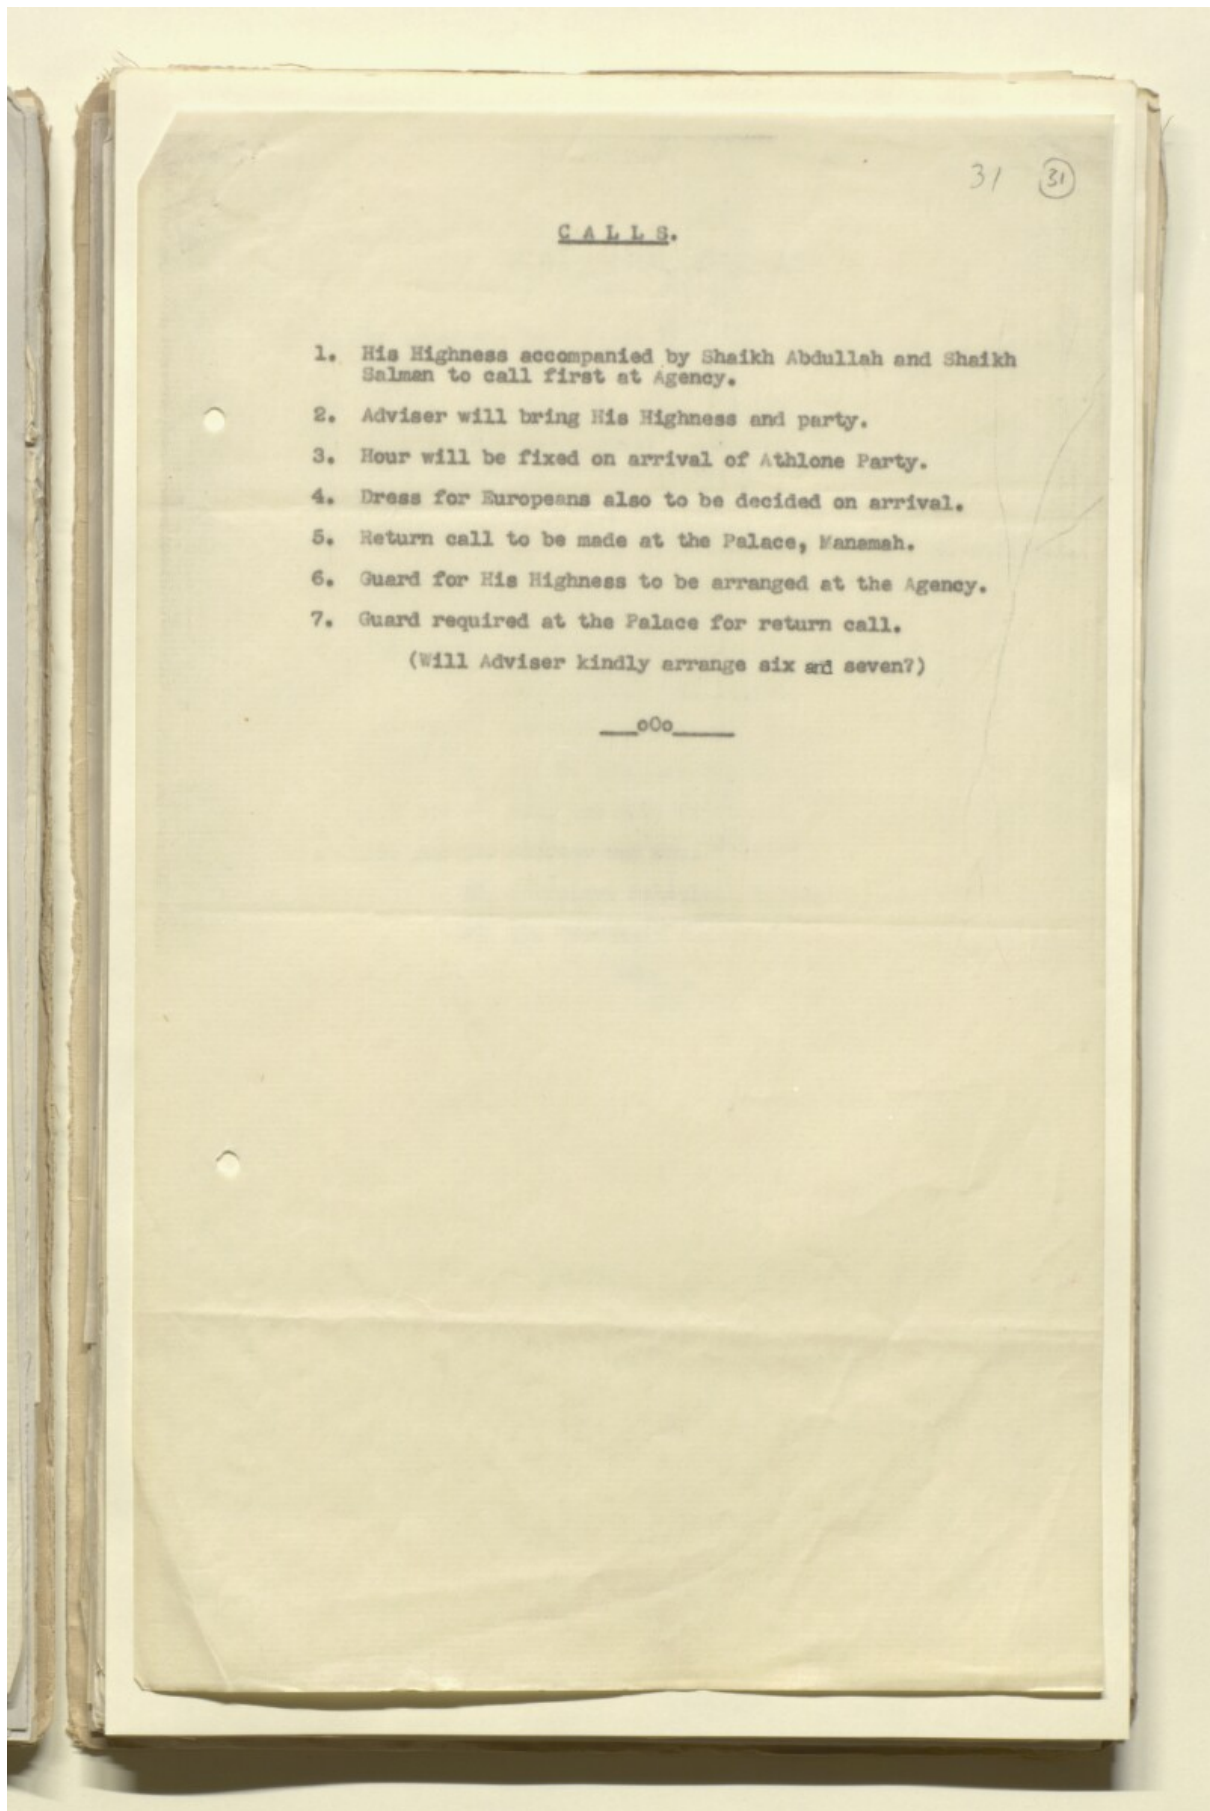 31 31
C A L L S.
1. His Highness accompanied by Shaikh Abdullah and Shaikh
Salman to call first at Agency.
2. Adviser will bring His Highness and party.
3. Hour will be fixed on arrival of Athlone Party.
4. Dress for Europeans also to be decided on arrival.
5. Return call to be made at the Palace, Manamah.
6. Guard for His Highness to be arranged at the Agency.
7. Guard required at the Palace for return call.
(Will Adviser kindly arrange six and seven?)
___oOo_____